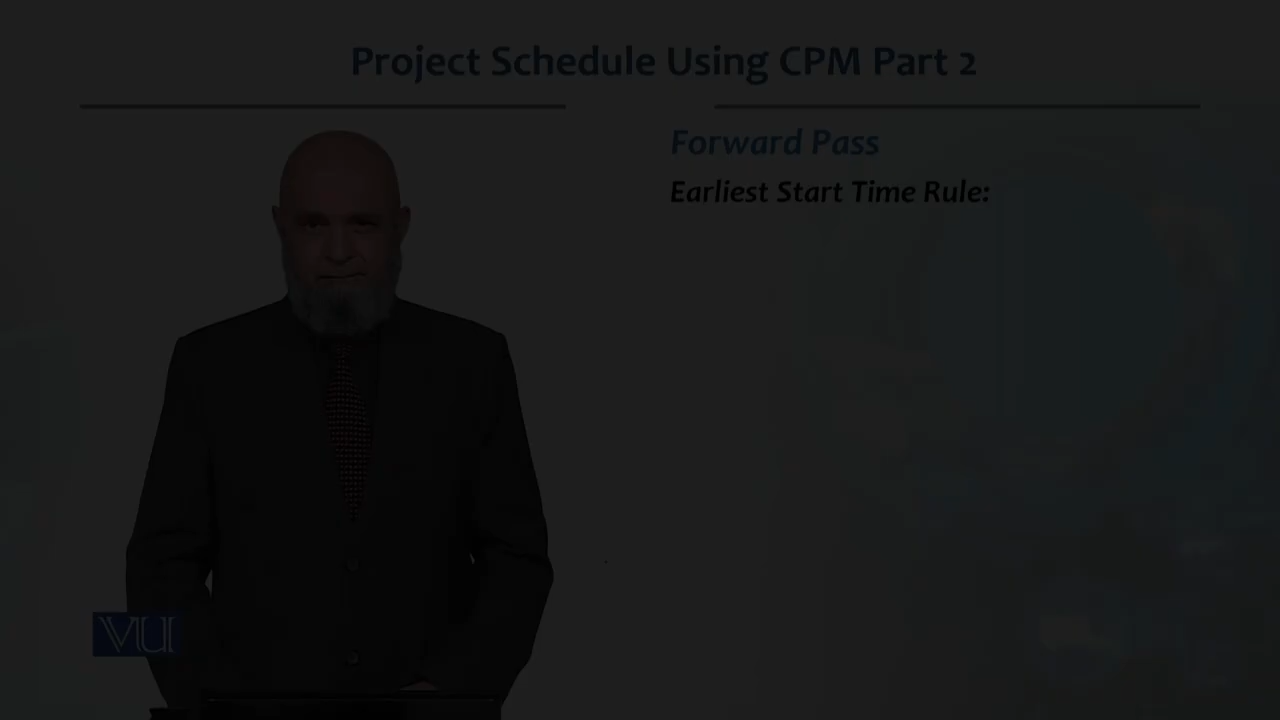 Project Schedule Using CPM Part 2
Forward Pass
Earliest Start Time Rule:
VU